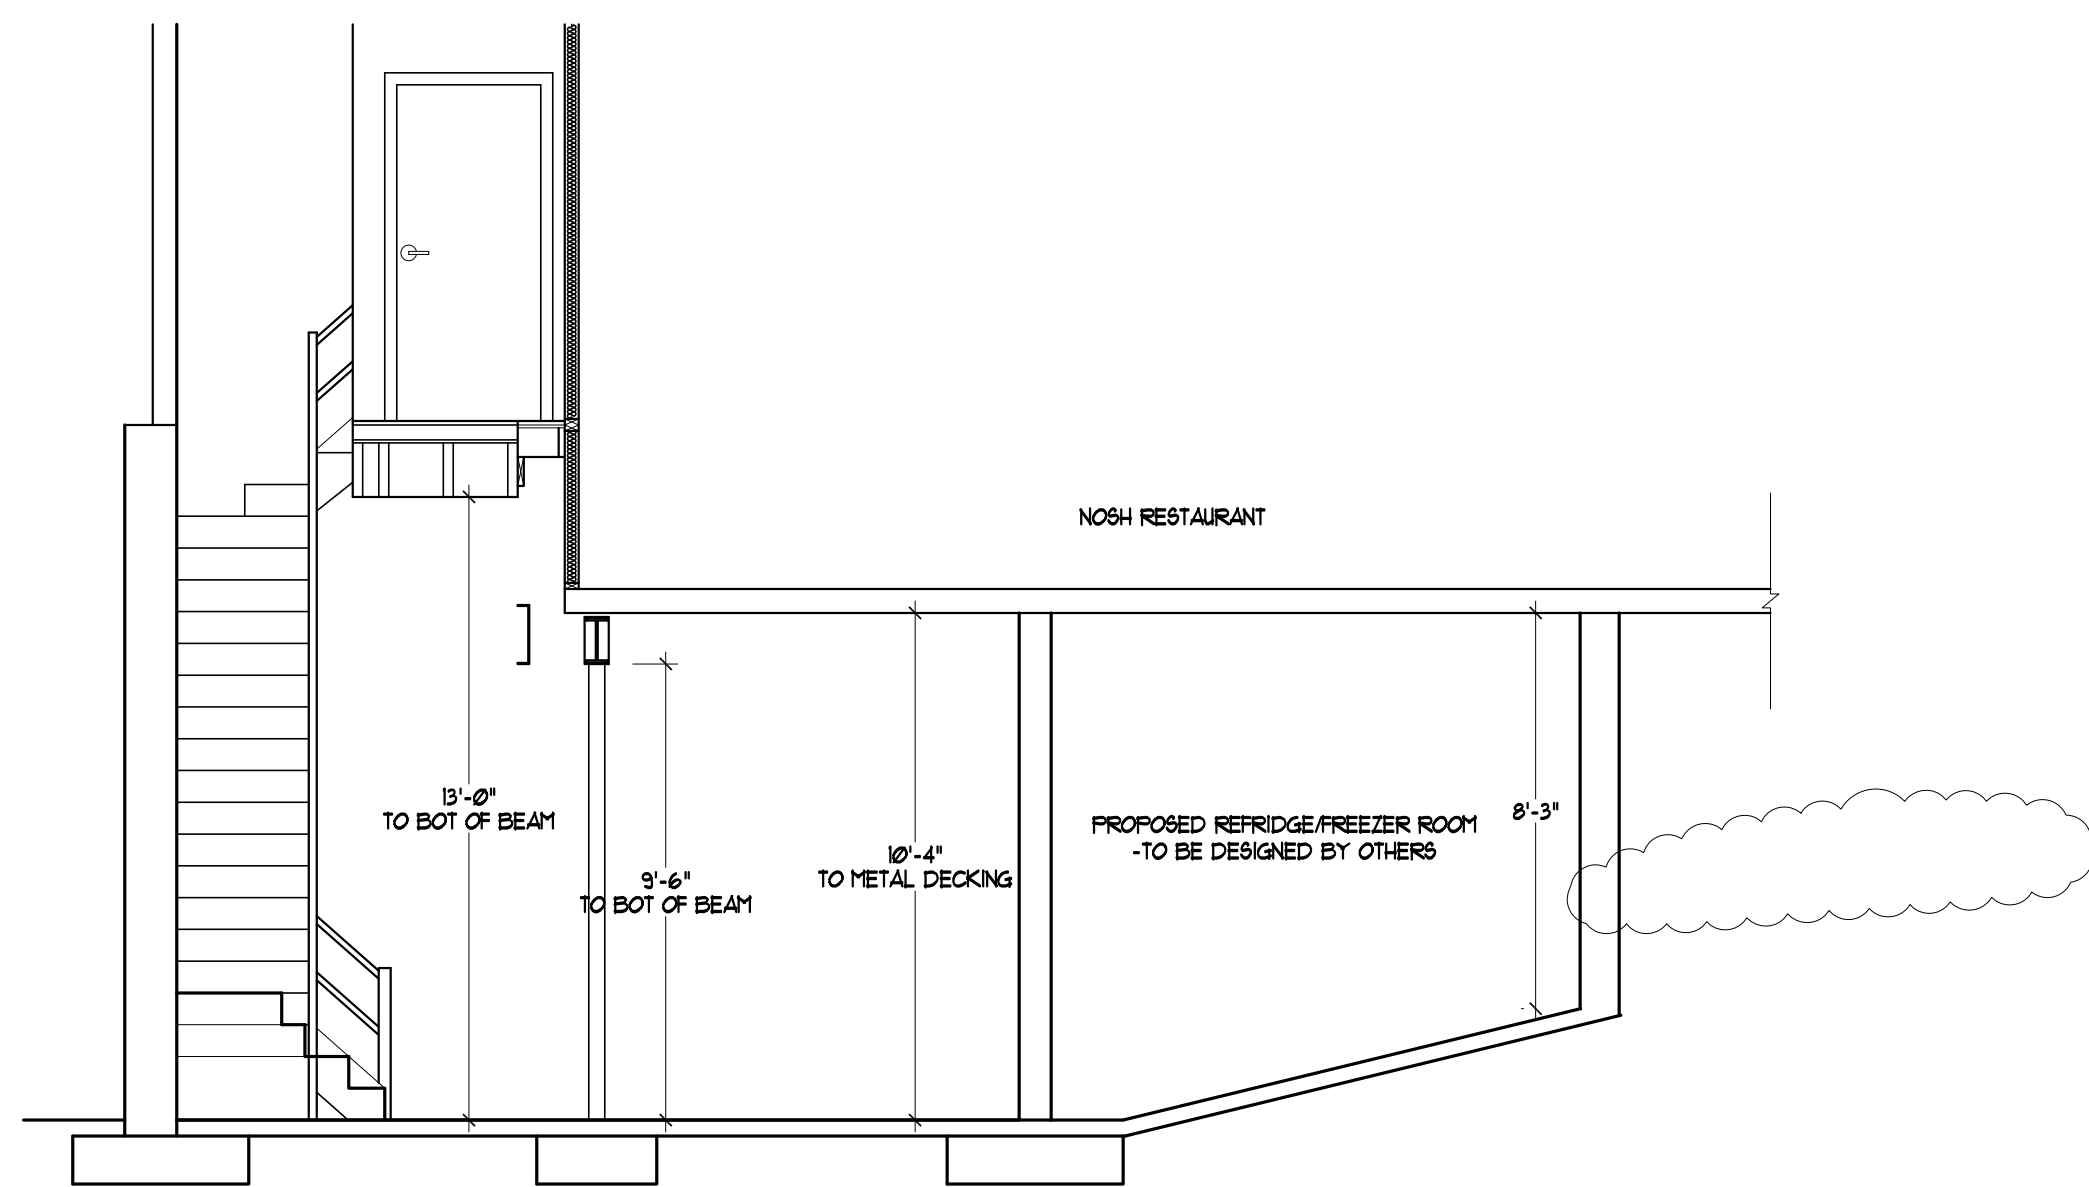 NOSH RESTAURANT
13'-0"
TO BOT OF BEAM
9'-6"
TO BOT OF BEAM
10'-4"
TO METAL DECKING
PROPOSED REFRIDGE/FREEZER ROOM
-TO BE DESIGNED BY OTHERS
8'-3"